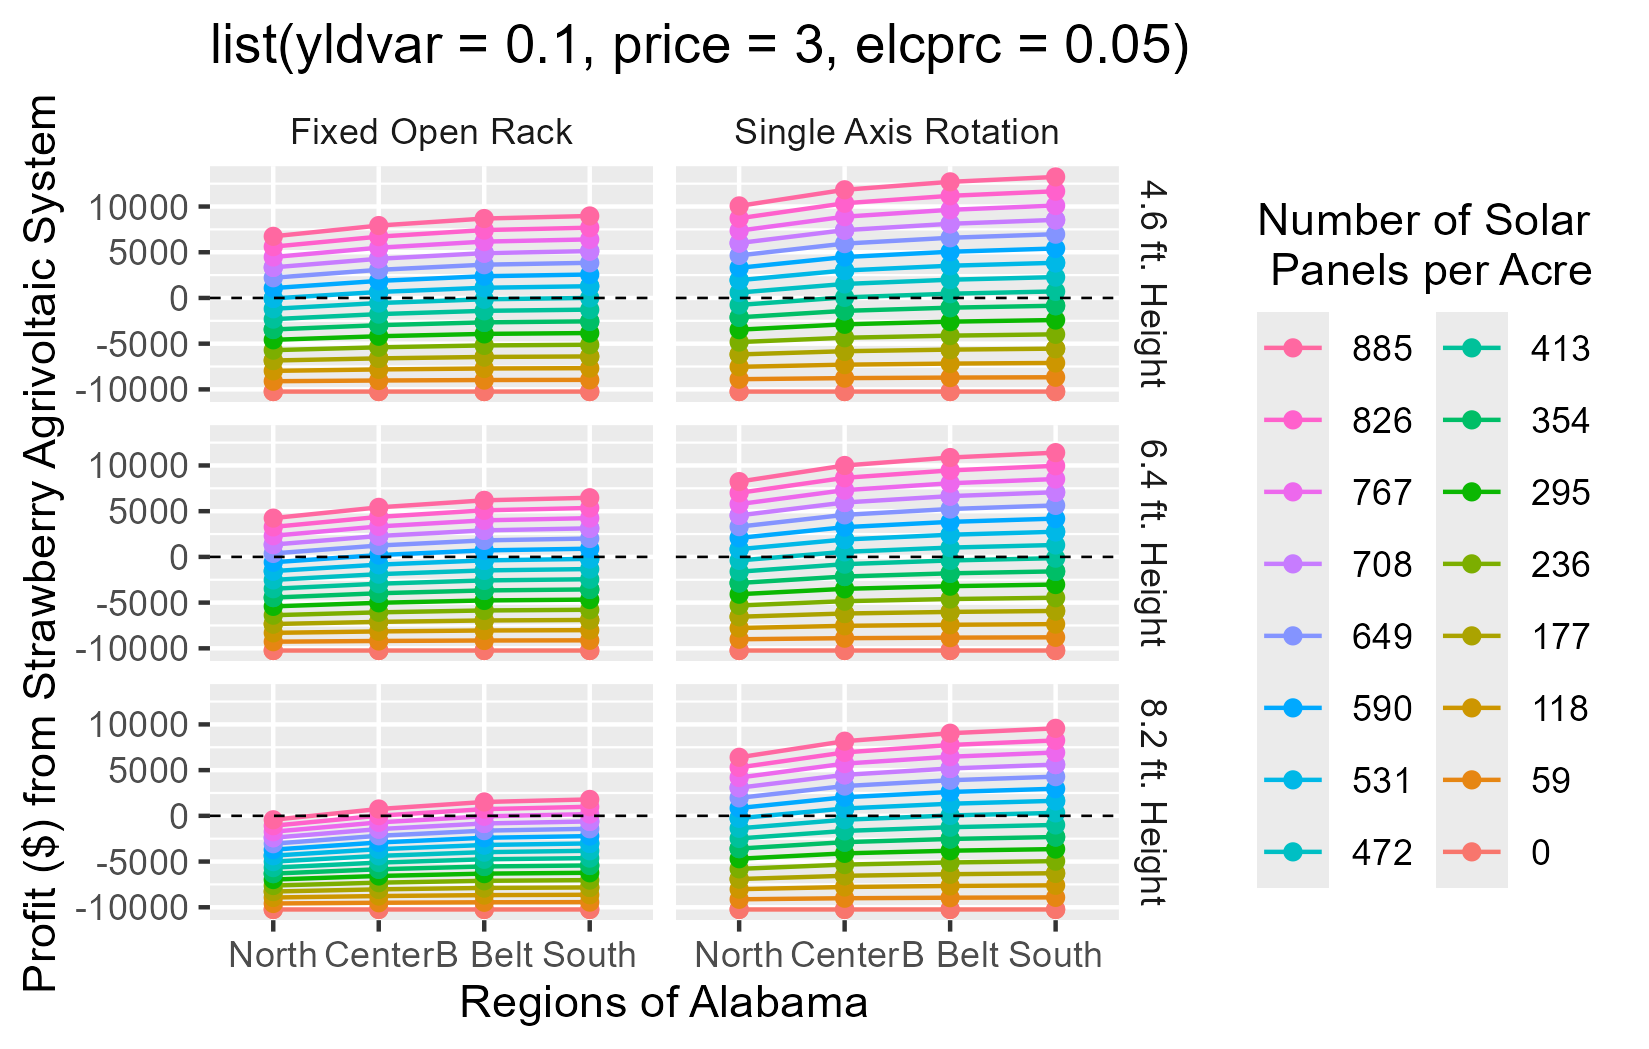 list(yldvar = 0.1, price = 3, elcprc = 0.05)
Profit ($) from Strawberry Agrivoltaic System
Fixed Open Rack
Single Axis Rotation
10000
5000
0
-5000
-10000
4.6 ft. Height
10000
5000
0
-5000
-10000
6.4 ft. Height
10000
5000
0
-5000
-10000
8.2 ft. Height
North Center B Belt South
North Center B Belt South
Regions of Alabama
Number of Solar
Panels per Acre
885 413
826 354
767 295
708 236
649 177
590 118
531 59
472 0